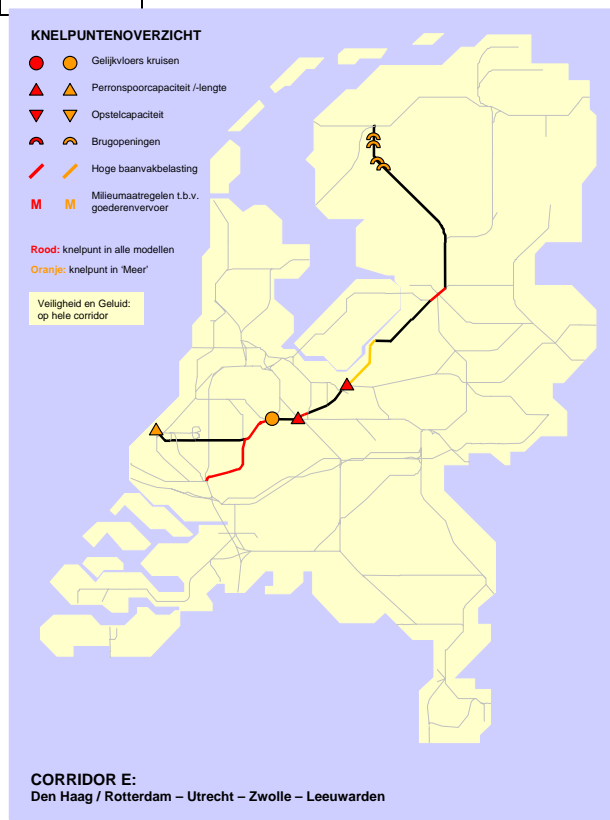 KNELPUNTENOVERZICHT
Gelijkvloers kruisen
Perronspoorcapaciteit /-lengte
Opstelcapaciteit
Brugopeningen
Hoge baanvakbelasting
M M Milieumaatregelen t.b.v.
goederenvervoer
Rood: knelpunt in alle modellen
Oranje: knelpunt in ‘Meer’
Veiligheid en Geluid:
op hele corridor
CORRIDOR E:
Den Haag / Rotterdam – Utrecht – Zwolle – Leeuwarden